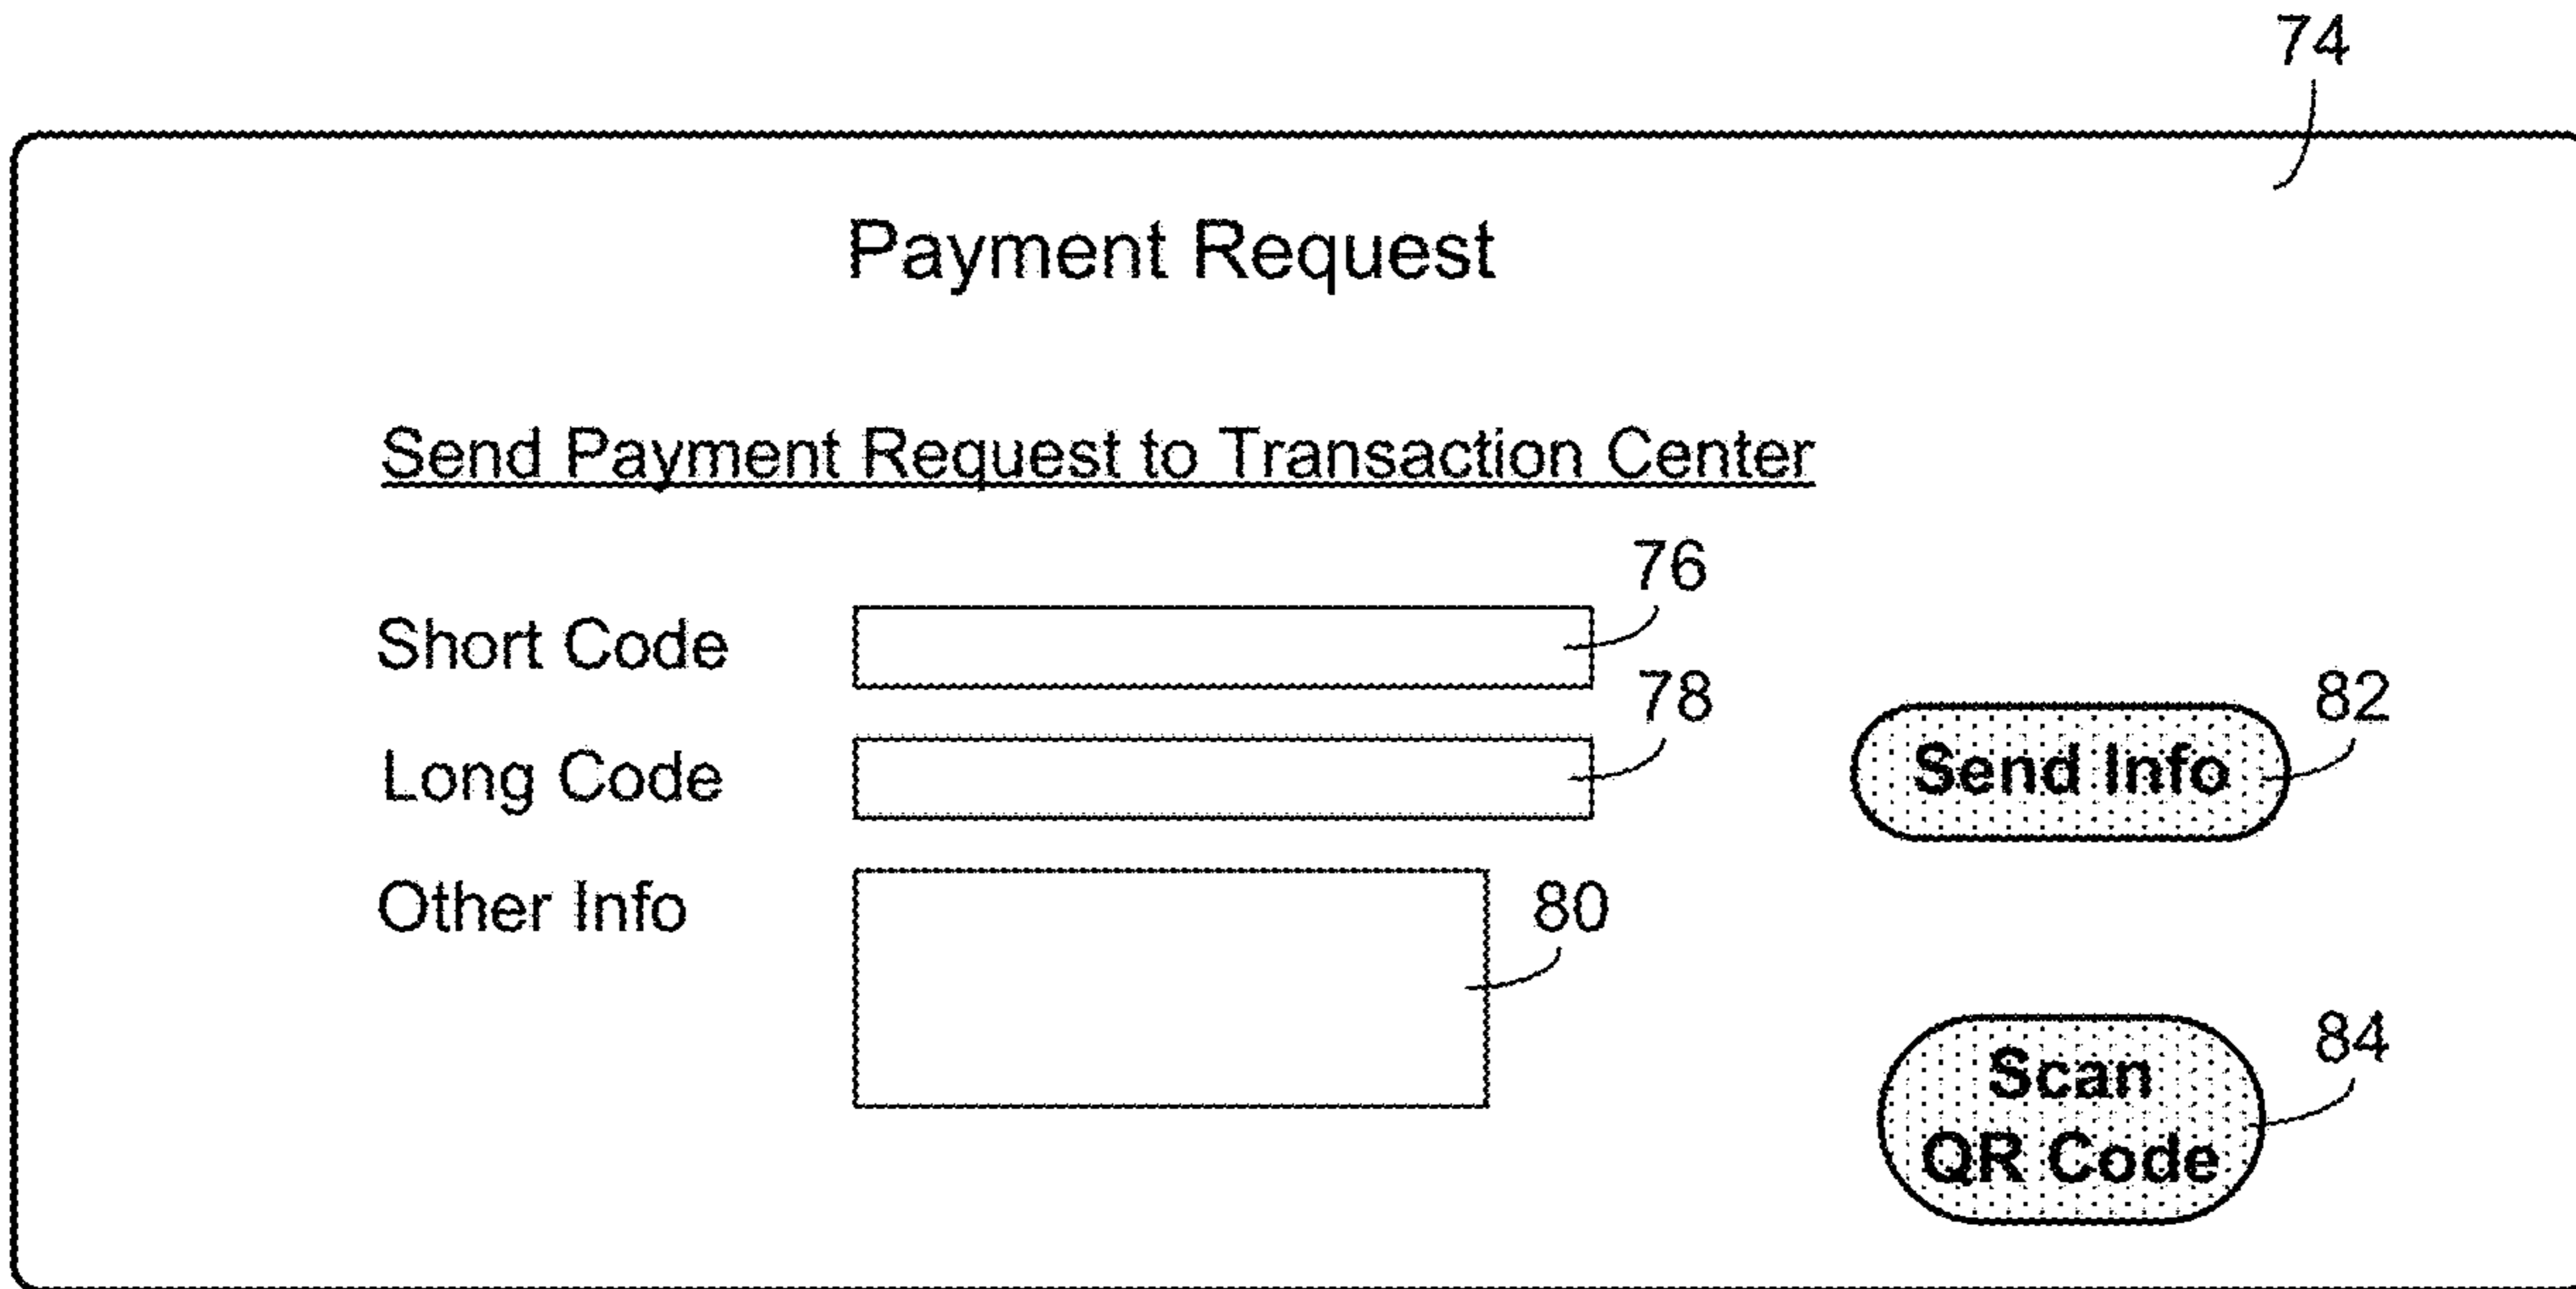 74
Payment Request
Send Payment Request to Transaction Center
76
Short Code
78
Long Code
82
Send Info
Other Info
80
84
Scan
QR Code